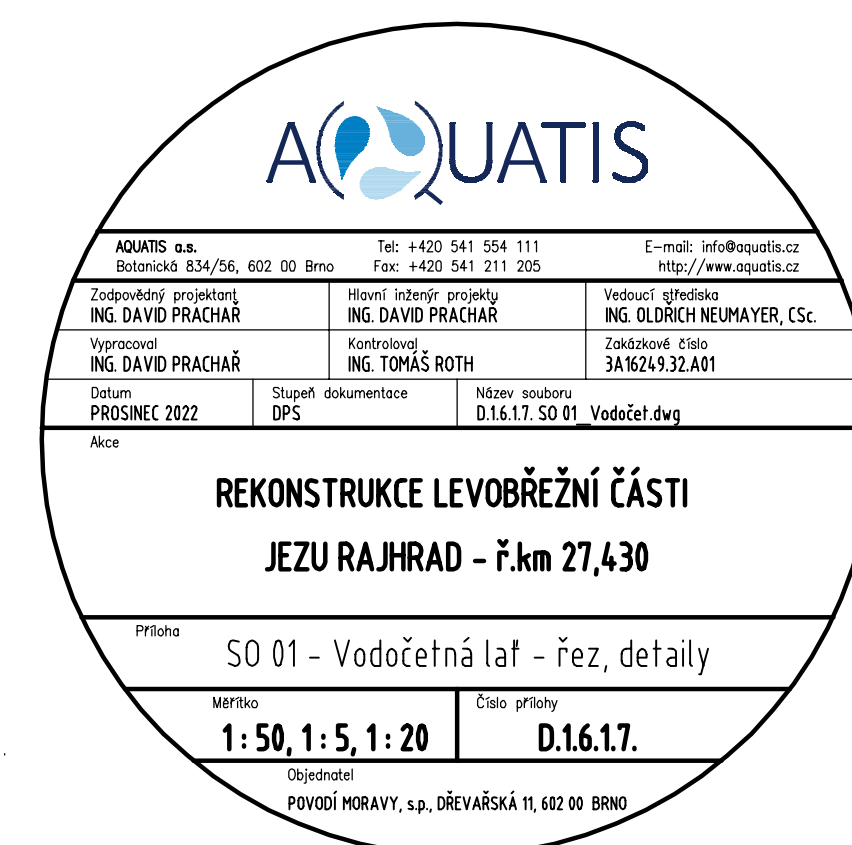 AQUATIS
AQUATIS a.s. Tel: +420 541 554 111 E-mail: info@aquatis.cz
Botanická 834/56, 602 00 Brno Fax: +420 541 211 205 http://www.aquatis.cz
Zodpovědný projektant Hlavní inženýr projektu Vedoucí střediska
ING. DAVID PRACHAŘ ING. DAVID PRACHAŘ ING. OLDŘICH NEUMAYER, CSc.
Vypracoval Kontroloval Zakázkové číslo
ING. DAVID PRACHAŘ ING. TOMÁŠ ROTH 3A16249.32.A01
Datum Stupeň dokumentace Název souboru
PROSINEC 2022 DPS D.1.6.1.7. SO 01_Vodočet.dwg
Akce
REKONSTRUKCE LEVOBŘEŽNÍ ČÁSTI
JEZU RAJHRAD - ř.km 27,430
Příloha
SO 01 - Vodočetná lať - řez, detaily
Měřítko Číslo přílohy
1:50, 1:5, 1:20 D.1.6.1.7.
Objednatel
POVODÍ MORAVY, s.p., DŘEVAŘSKÁ 11, 602 00 BRNO